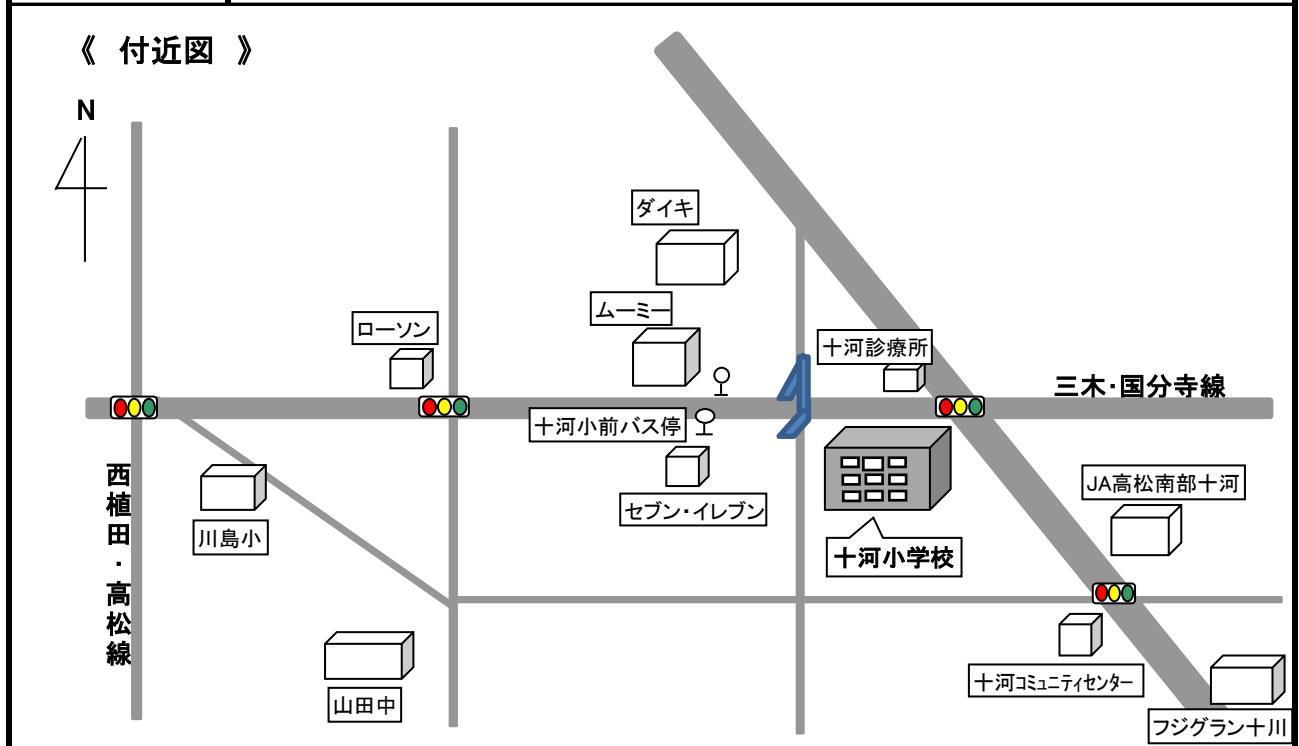 《 付近図 》
N
ダイキ
ムーミー
ローソン
十河診療所
三木・国分寺線
十河小前バス停
西植田・高松線
セブン・イレブン
JA高松南部十河
川島小
十河小学校
十河コミュニティセンター
山田中
フジグラン十川